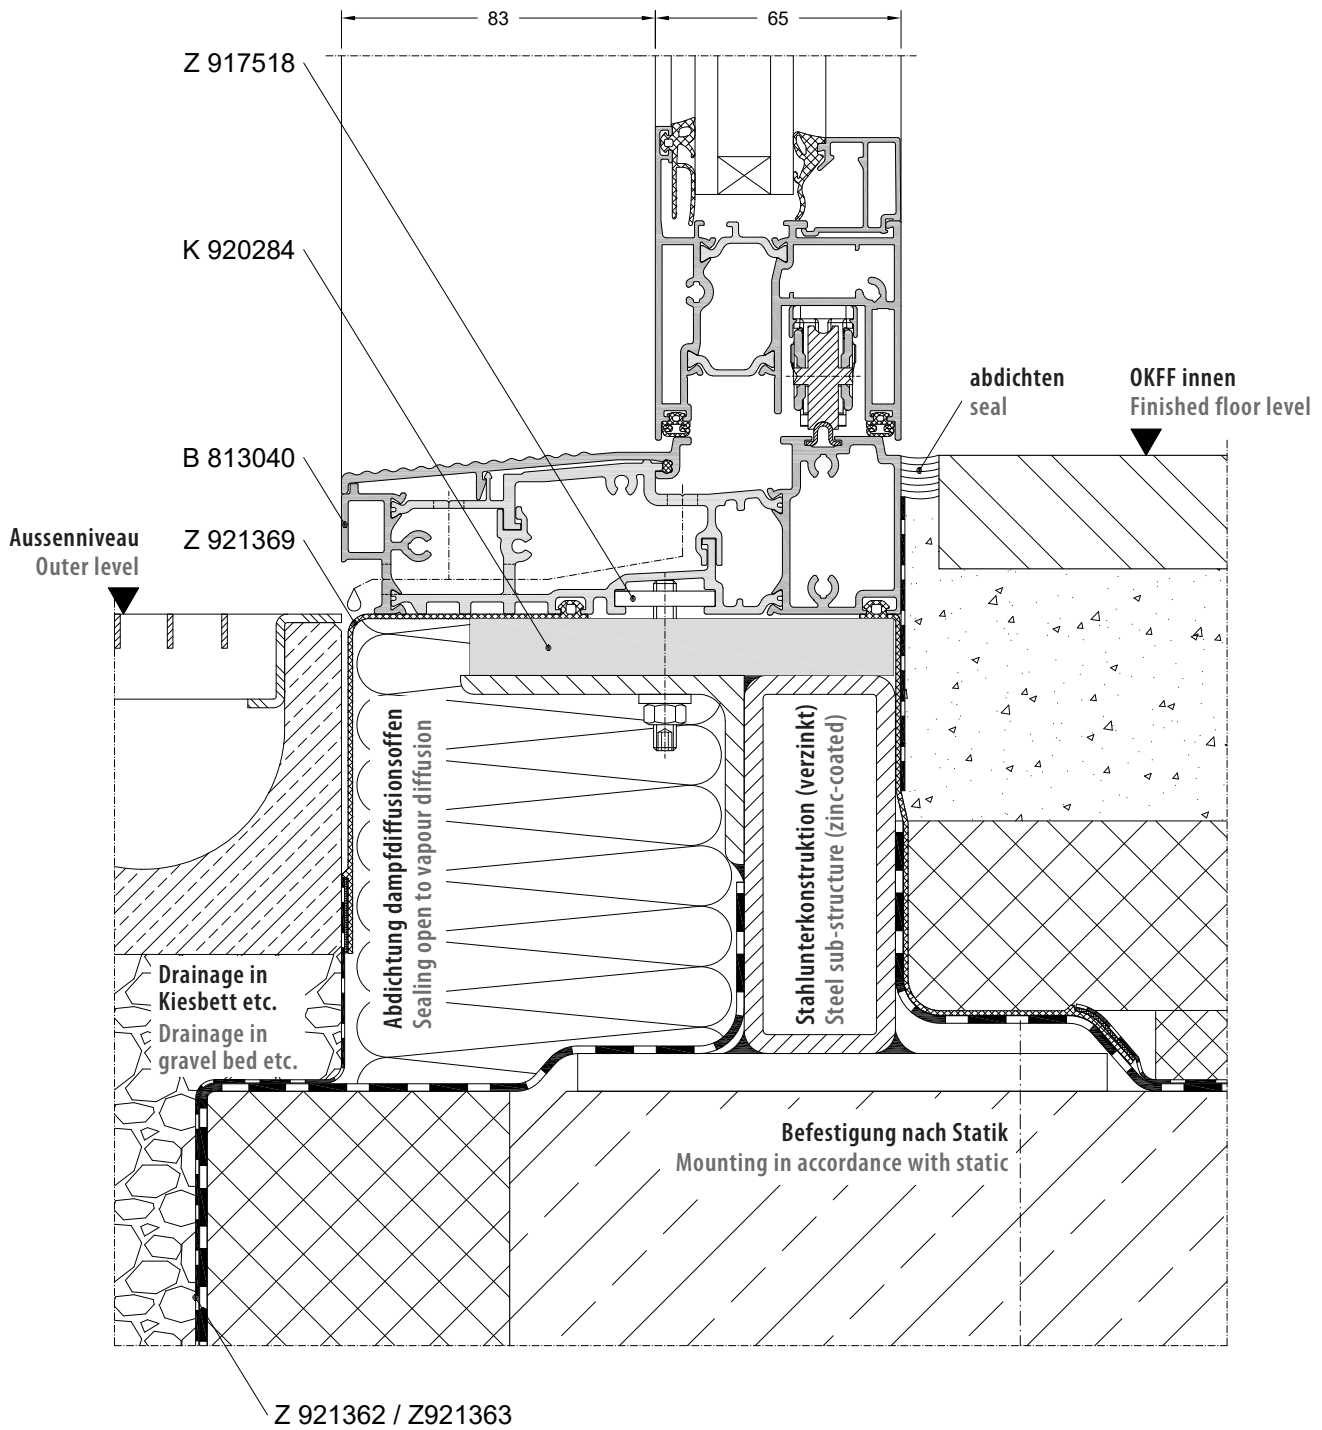 83
65
Z 917518
K 920284
abdichten
seal
OKFF innen
Finished floor level
B 813040
Aussenniveau
Outer level
Z 921369
Abdichtung dampfdiffusionsoffen
Sealing open to vapour diffusion
Stahlunterkonstruktion (verzinkt)
Steel sub-structure (zinc-coated)
Drainage in
Kiesbett etc.
Drainage in
gravel bed etc.
Befestigung nach Statik
Mounting in accordance with static
Z 921362 / Z921363